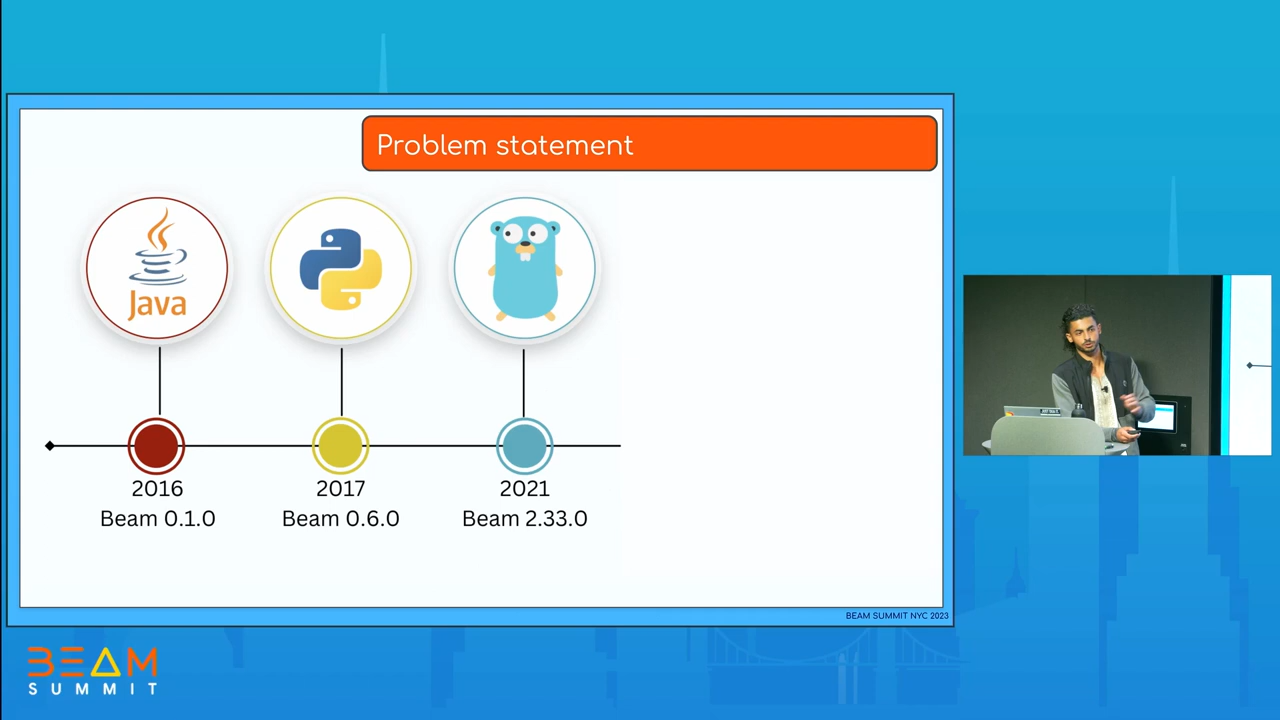 Problem statement
Java
2016
Beam 0.1.0
2017
Beam 0.6.0
2021
Beam 2.33.0
BEAM SUMMIT NYC 2023
BEAM
SUMMIT